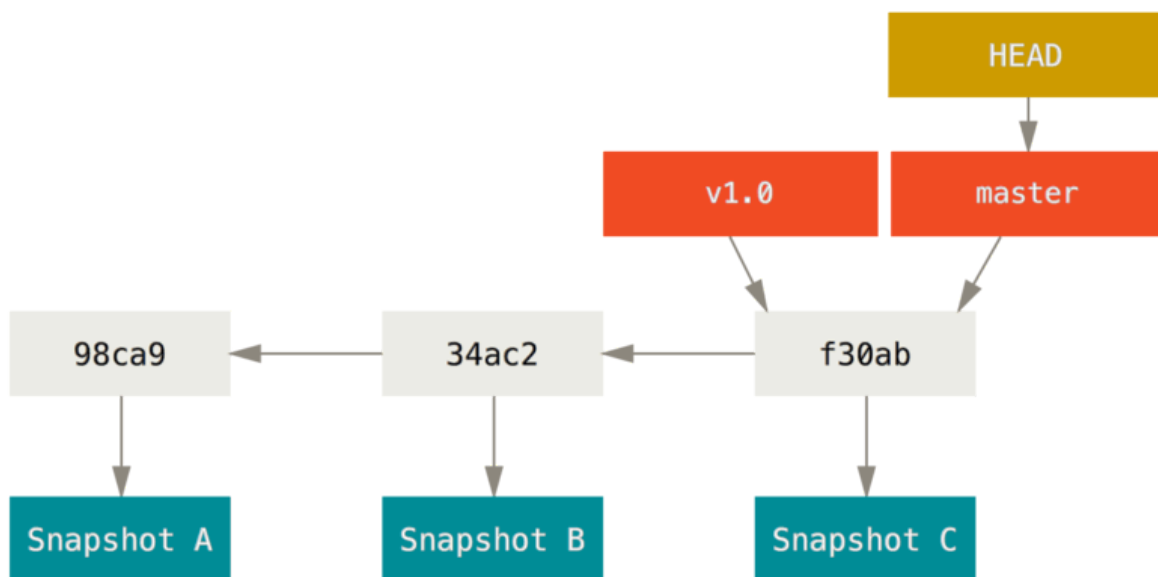 HEAD
v1.0
master
98ca9
34ac2
f30ab
Snapshot A
Snapshot B
Snapshot C